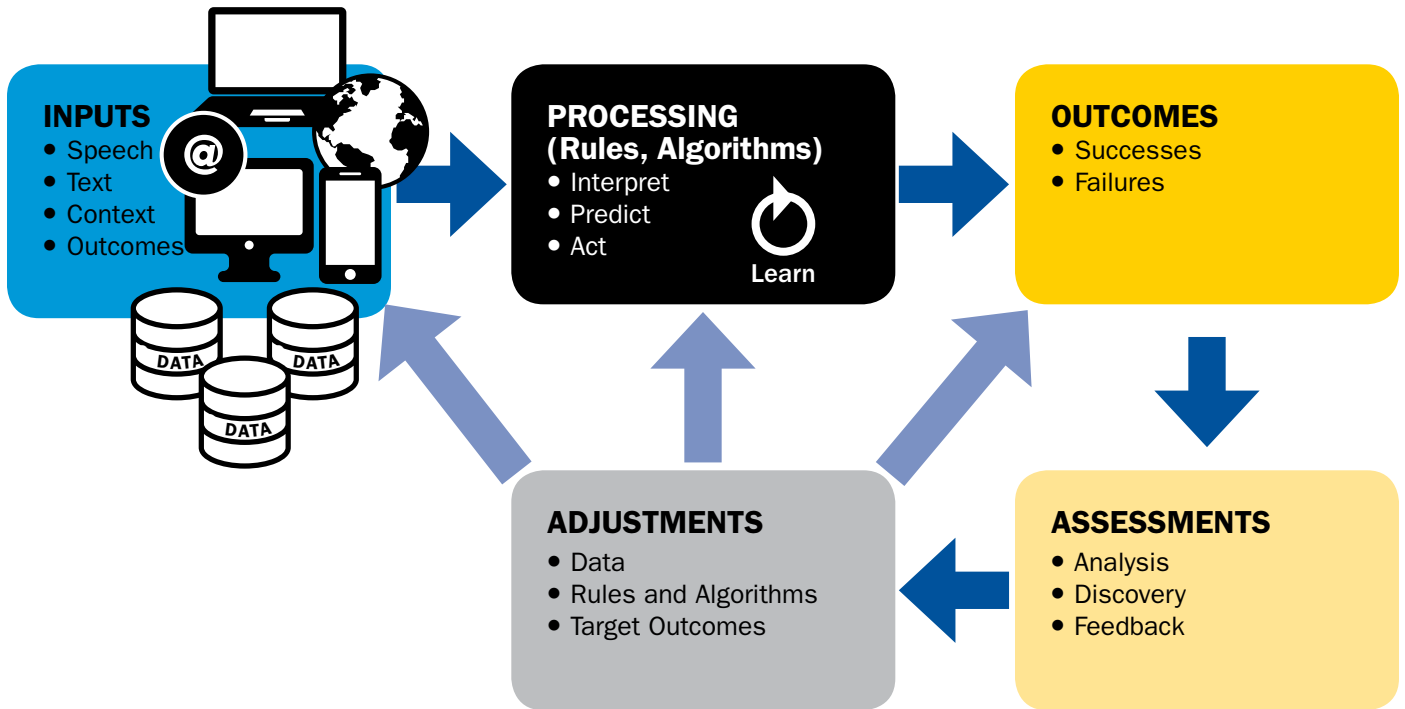 INPUTS
• Speech
• Text
• Context
• Outcomes
@
DATA
DATA
DATA
PROCESSING
(Rules, Algorithms)
• Interpret
• Predict
• Act
Learn
OUTCOMES
• Successes
• Failures
ADJUSTMENTS
• Data
• Rules and Algorithms
• Target Outcomes
ASSESSMENTS
• Analysis
• Discovery
• Feedback